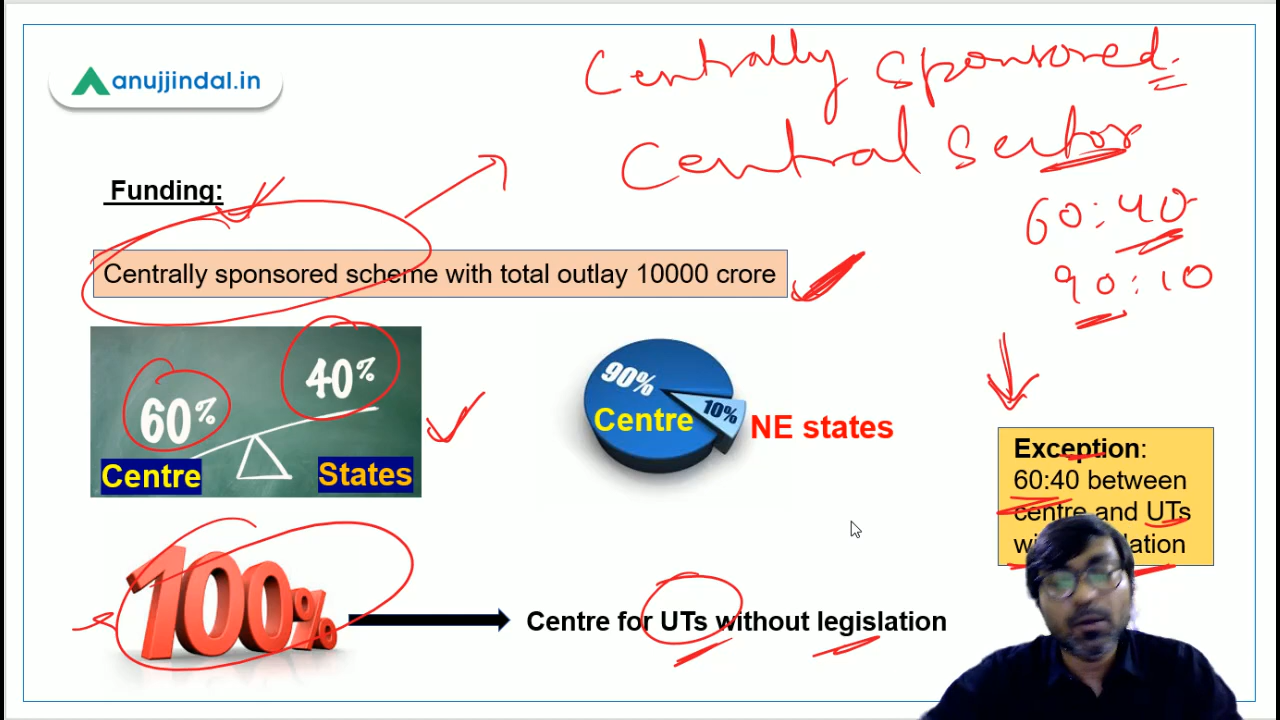 anujjindal.in
Centrally Sponsored
Central Sector
60:40
90:10
Funding:
Centrally sponsored scheme with total outlay 10000 crore
60%
40%
Centre
States
90%
10%
Centre
NE states
Exception:
60:40 between
centre and UTs
100%
Centre for UTs without legislation